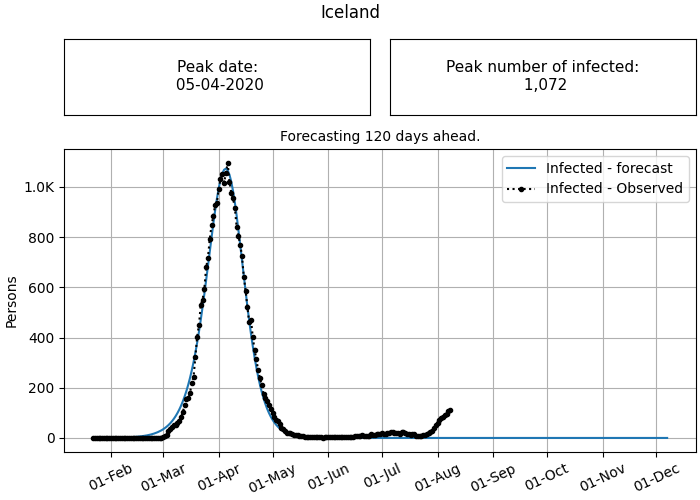 Iceland
Peak date:
05-04-2020
Peak number of infected:
1,072
Forecasting 120 days ahead.
Infected - forecast
Infected - Observed
Persons
1.0K
800
600
400
200
0
01-Feb
01-Mar
01-Apr
01-May
01-Jun
01-Jul
01-Aug
01-Sep
01-Oct
01-Nov
01-Dec